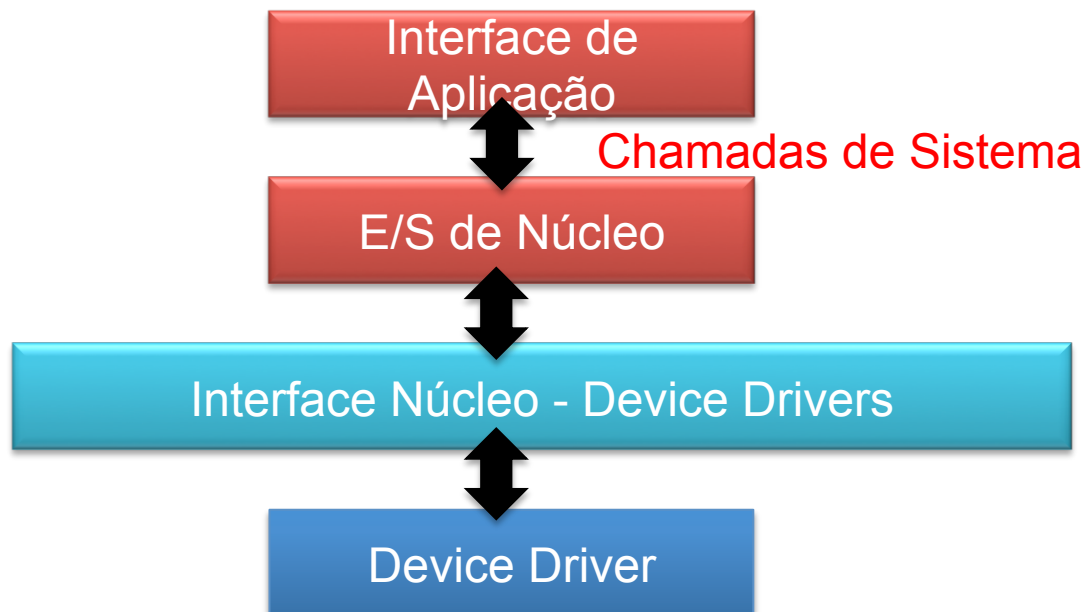 Interface de
Aplicação
Chamadas de Sistema
E/S de Núcleo
Interface Núcleo - Device Drivers
Device Driver